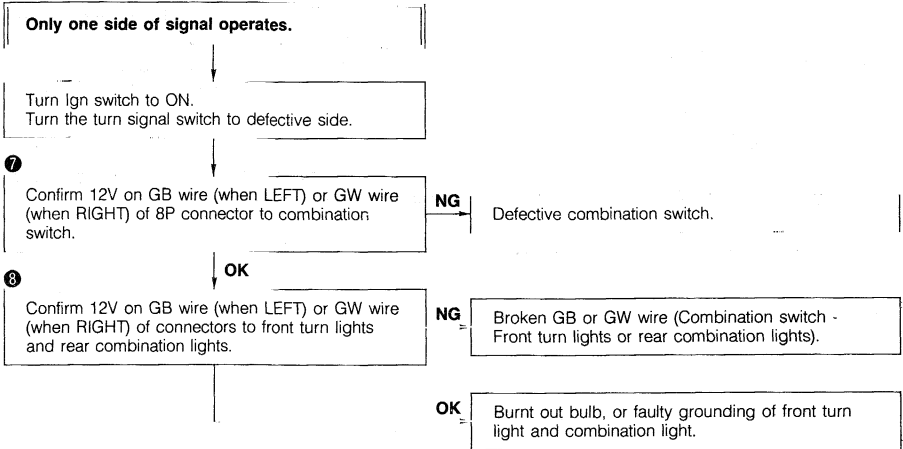 Only one side of signal operates.
Turn Ign switch to ON.
Turn the turn signal switch to defective side.
7
Confirm 12V on GB wire (when LEFT) or GW wire
(when RIGHT) of 8P connector to combination
switch.
NG
Defective combination switch.
OK
8
Confirm 12V on GB wire (when LEFT) or GW wire
(when RIGHT) of connectors to front turn lights
and rear combination lights.
NG
Broken GB or GW wire (Combination switch -
Front turn lights or rear combination lights).
OK
Burnt out bulb, or faulty grounding of front turn
light and combination light.